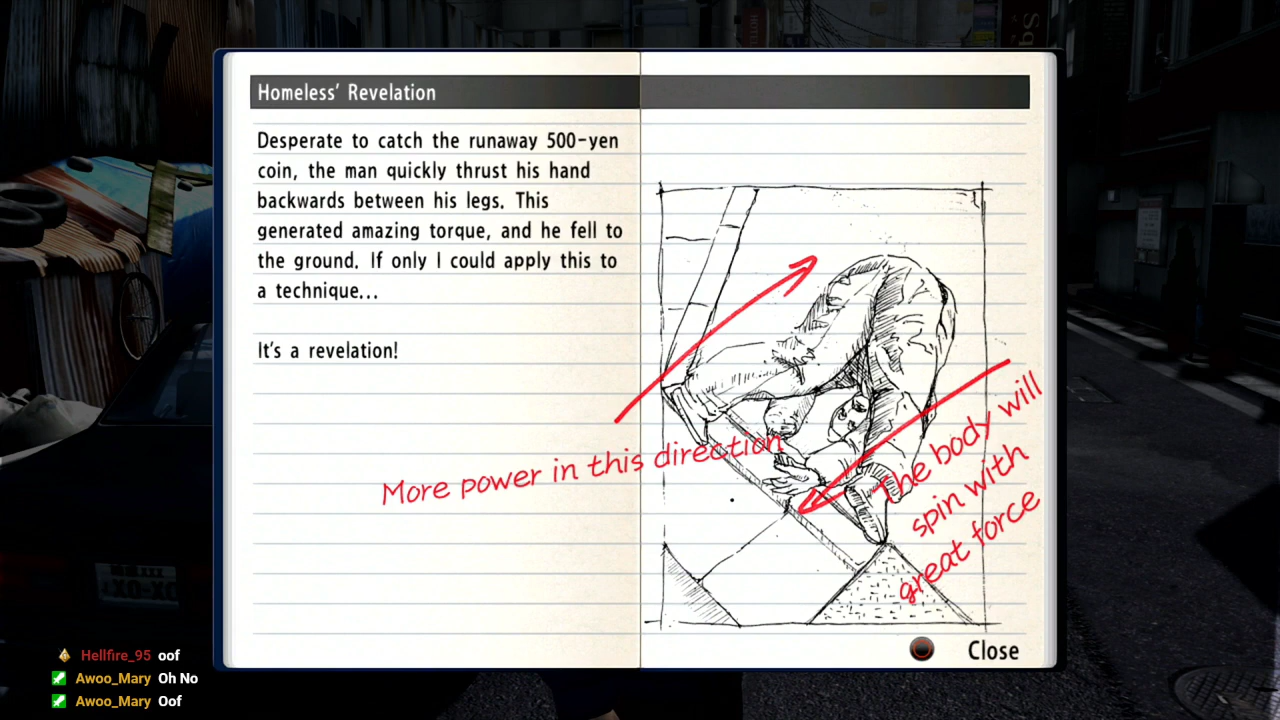 Homeless' Revelation
Desperate to catch the runaway 500-yen
coin, the man quickly thrust his hand
backwards between his legs. This
generated amazing torque, and he fell to
the ground. If only I could apply this to
a technique...
It's a revelation!
More power in this direction
The body will
spin with
great force
Close
Hellfire_95 oof
Awoo_Mary Oh No
Awoo_Mary Oof
HOTEL
Sq